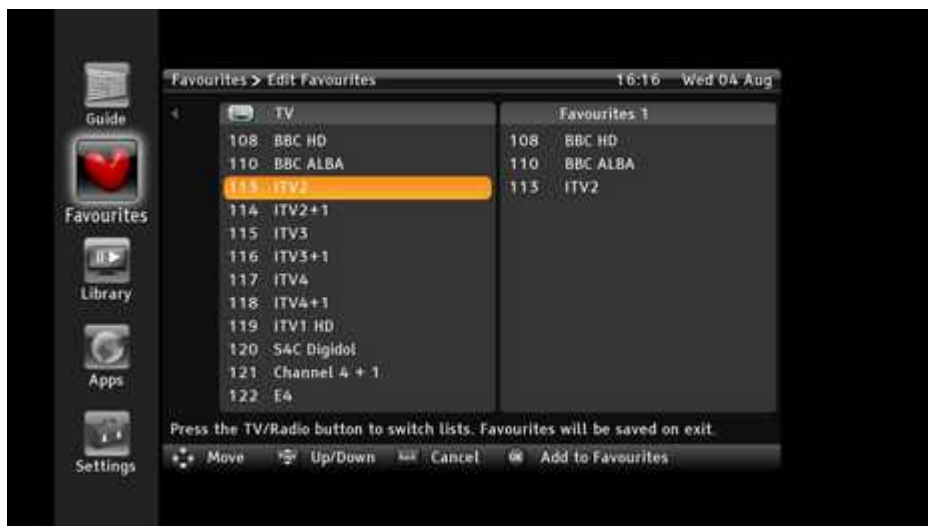 Favourites > Edit Favourites 16:16 Wed 04 Aug
Guide
Favourites
Library
Apps
Settings
TV
108 BBC HD
110 BBC ALBA
113 ITV2
114 ITV2+1
115 ITV3
116 ITV3+1
117 ITV4
118 ITV4+1
119 ITV1 HD
120 S4C Digidol
121 Channel 4 + 1
122 E4
Favourites 1
108 BBC HD
110 BBC ALBA
113 ITV2
Press the TV/Radio button to switch lists. Favourites will be saved on exit.
Move Up/Down Cancel OK Add to Favourites